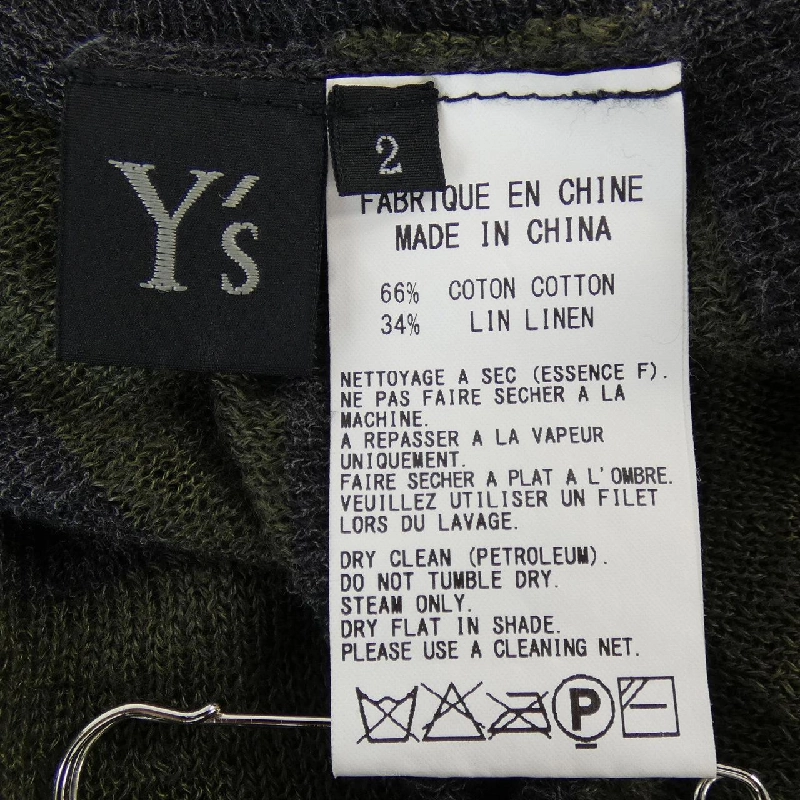 Y's
2
FABRIQUE EN CHINE
MADE IN CHINA
66% COTON COTTON
34% LIN LINEN
NETTOYAGE A SEC (ESSENCE F).
NE PAS FAIRE SECHER A LA
MACHINE.
A REPASSER A LA VAPEUR
UNIQUEMENT.
FAIRE SECHER A PLAT A L'OMBRE.
VEUILLEZ UTILISER UN FILET
LORS DU LAVAGE.
DRY CLEAN (PETROLEUM).
DO NOT TUMBLE DRY.
STEAM ONLY.
DRY FLAT IN SHADE.
PLEASE USE A CLEANING NET.
P